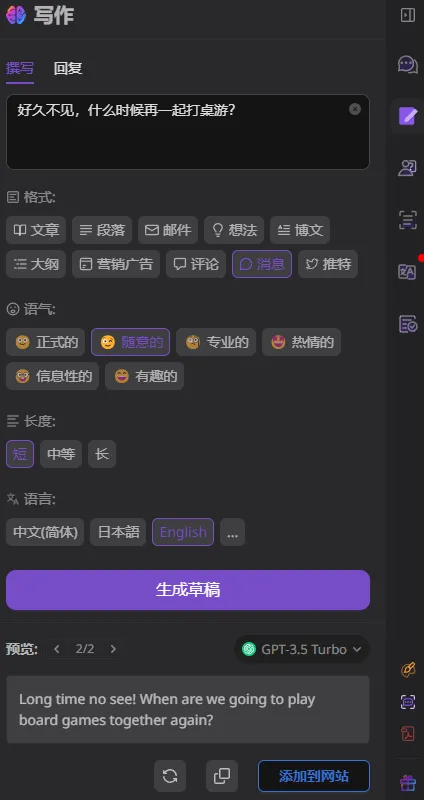 写作
撰写 回复
好久不见，什么时候再一起打桌游？
格式:
文章 段落 邮件 想法 博文
大纲 营销广告 评论 消息 推特
语气:
正式的 随意的 专业的 热情的
信息性的 有趣的
长度:
短 中等 长
语言:
中文(简体) 日本語 English ...
生成草稿
预览: 2/2 GPT-3.5 Turbo
Long time no see! When are we going to play
board games together again?
添加到网站